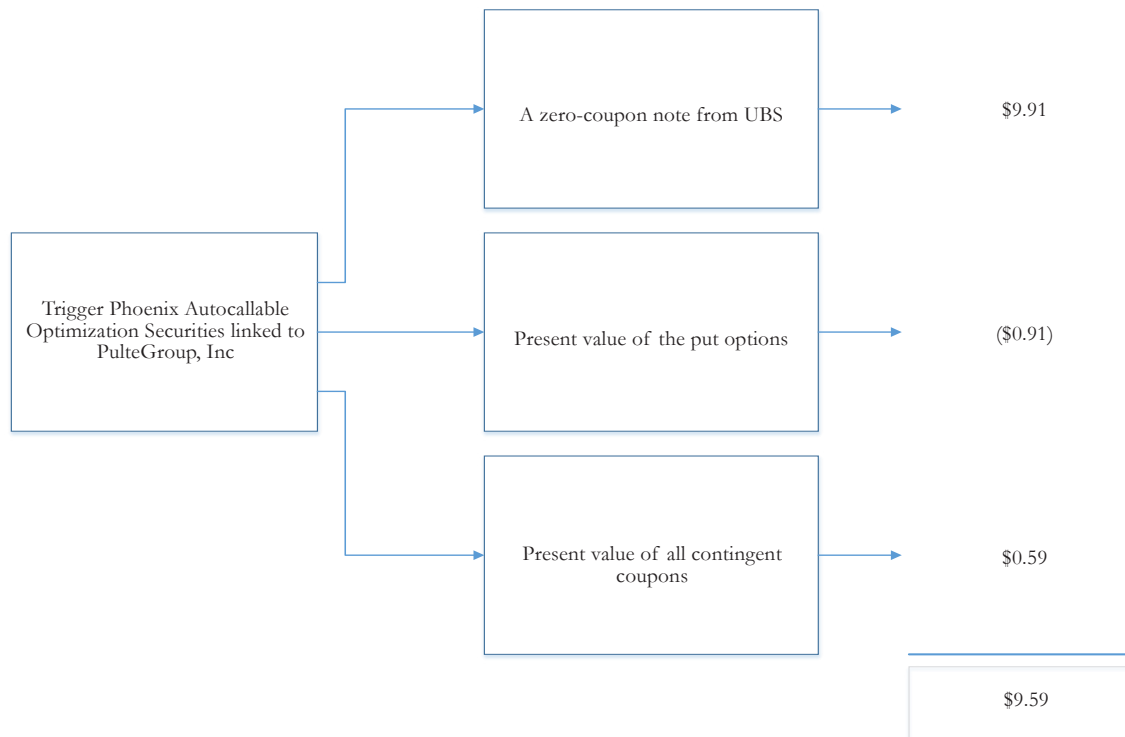 A zero-coupon note from UBS
$9.91
Trigger Phoenix Autocallable
Optimization Securities linked to
PulteGroup, Inc
Present value of the put options
($0.91)
Present value of all contingent
coupons
$0.59
$9.59